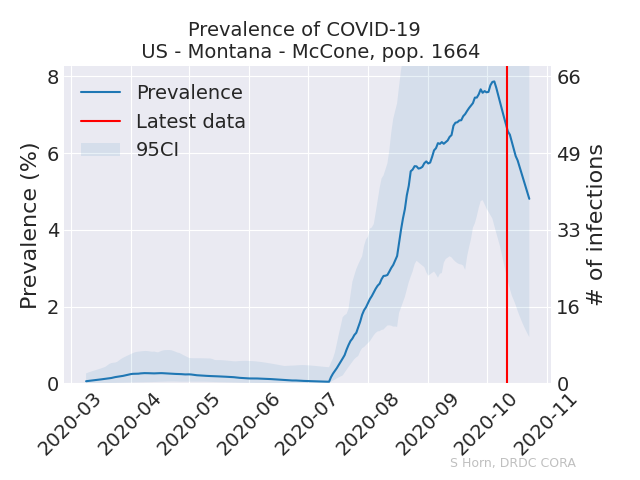 Prevalence of COVID-19
US - Montana - McCone, pop. 1664
Prevalence
Latest data
95CI
Prevalence (%)
8
6
4
2
0
66
49
33
16
0
# of infections
2020-03
2020-04
2020-05
2020-06
2020-07
2020-08
2020-09
2020-10
2020-11
S Horn, DRDC CORA